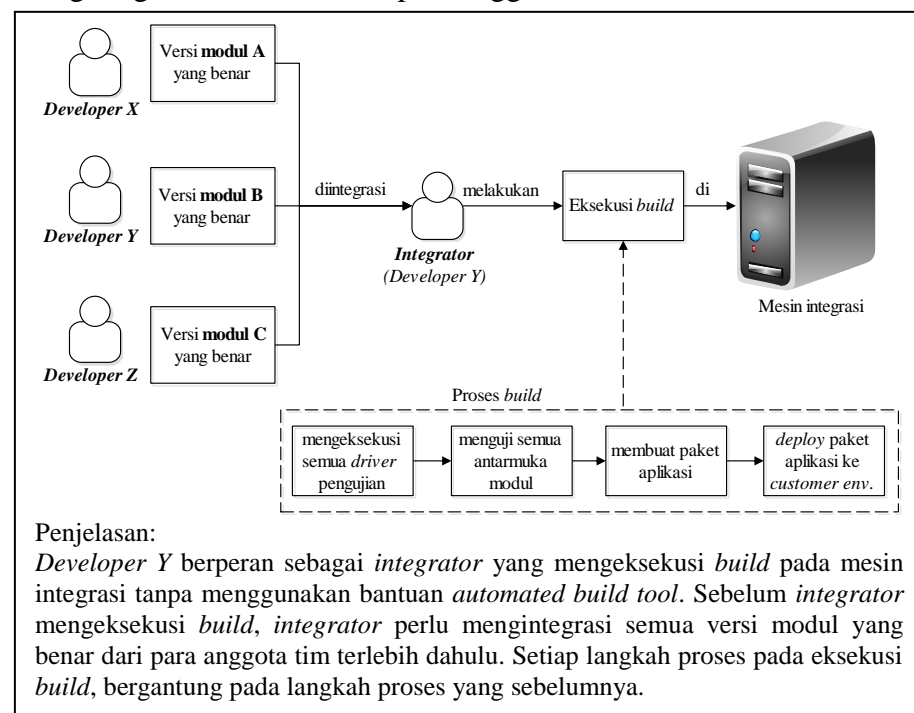 Versi modul A
yang benar
Developer X
Versi modul B
yang benar
Developer Y
Versi modul C
yang benar
Developer Z
diintegrasi
Integrator
(Developer Y)
melakukan
Eksekusi build
di
Mesin integrasi
Proses build
mengeksekusi
semua driver
pengujian
menguji semua
antarmuka
modul
membuat paket
aplikasi
deploy paket
aplikasi ke
customer env.
Penjelasan:
Developer Y berperan sebagai integrator yang mengeksekusi build pada mesin
integrasi tanpa menggunakan bantuan automated build tool. Sebelum integrator
mengeksekusi build, integrator perlu mengintegrasi semua versi modul yang
benar dari para anggota tim terlebih dahulu. Setiap langkah proses pada eksekusi
build, bergantung pada langkah proses yang sebelumnya.